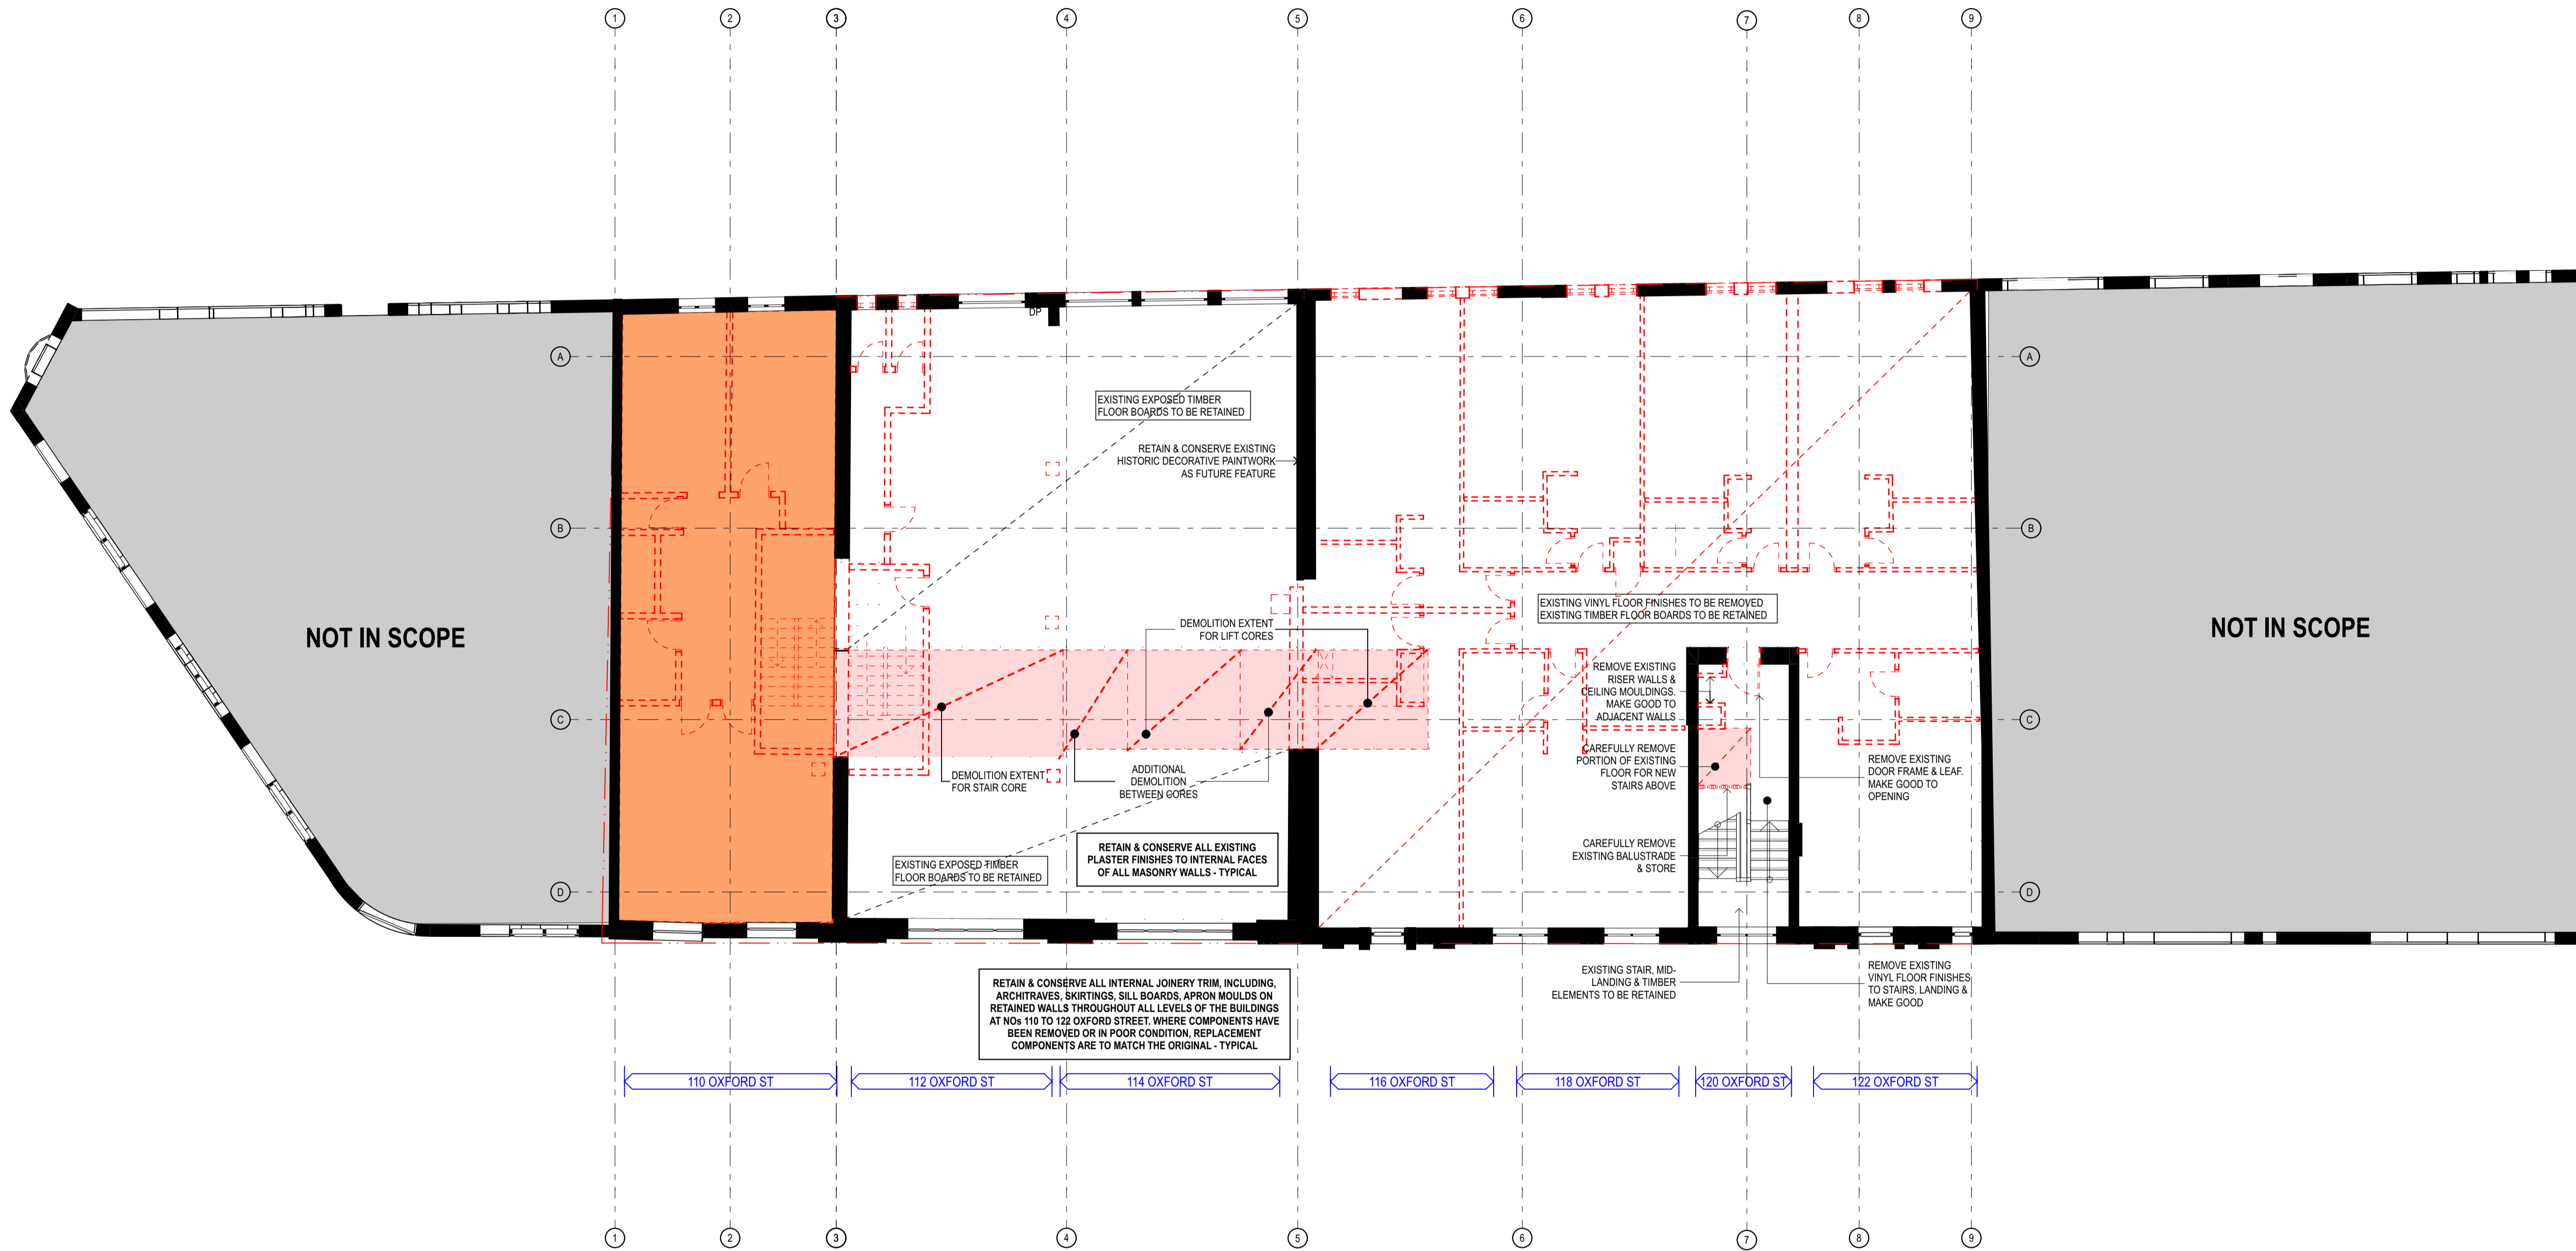 1 2 3 4 5 6 7 8 9
DP
A A
EXISTING EXPOSED TIMBER
FLOOR BOARDS TO BE RETAINED
RETAIN & CONSERVE EXISTING
HISTORIC DECORATIVE PAINTWORK
AS FUTURE FEATURE
B B
NOT IN SCOPE
EXISTING VINYL FLOOR FINISHES TO BE REMOVED
EXISTING TIMBER FLOOR BOARDS TO BE RETAINED
NOT IN SCOPE
DEMOLITION EXTENT
FOR LIFT CORES
REMOVE EXISTING
RISER WALLS &
CEILING MOULDINGS.
MAKE GOOD TO
ADJACENT WALLS
C C
CAREFULLY REMOVE
PORTION OF EXISTING
FLOOR FOR NEW
STAIRS ABOVE
REMOVE EXISTING
DOOR FRAME & LEAF.
MAKE GOOD TO
OPENING
DEMOLITION EXTENT
FOR STAIR CORE
ADDITIONAL
DEMOLITION
BETWEEN CORES
RETAIN & CONSERVE ALL EXISTING
PLASTER FINISHES TO INTERNAL FACES
OF ALL MASONRY WALLS - TYPICAL
CAREFULLY REMOVE
EXISTING BALUSTRADE
& STORE
EXISTING EXPOSED TIMBER
FLOOR BOARDS TO BE RETAINED
D D
RETAIN & CONSERVE ALL INTERNAL JOINERY TRIM, INCLUDING,
ARCHITRAVES, SKIRTINGS, SILL BOARDS, APRON MOULDS ON
RETAINED WALLS THROUGHOUT ALL LEVELS OF THE BUILDINGS
AT NOs 110 TO 122 OXFORD STREET. WHERE COMPONENTS HAVE
BEEN REMOVED OR IN POOR CONDITION, REPLACEMENT
COMPONENTS ARE TO MATCH THE ORIGINAL - TYPICAL
EXISTING STAIR, MID-
LANDING & TIMBER
ELEMENTS TO BE RETAINED
REMOVE EXISTING
VINYL FLOOR FINISHES
TO STAIRS, LANDING &
MAKE GOOD
110 OXFORD ST 112 OXFORD ST 114 OXFORD ST 116 OXFORD ST 118 OXFORD ST 120 OXFORD ST 122 OXFORD ST
1 2 3 4 5 6 7 8 9